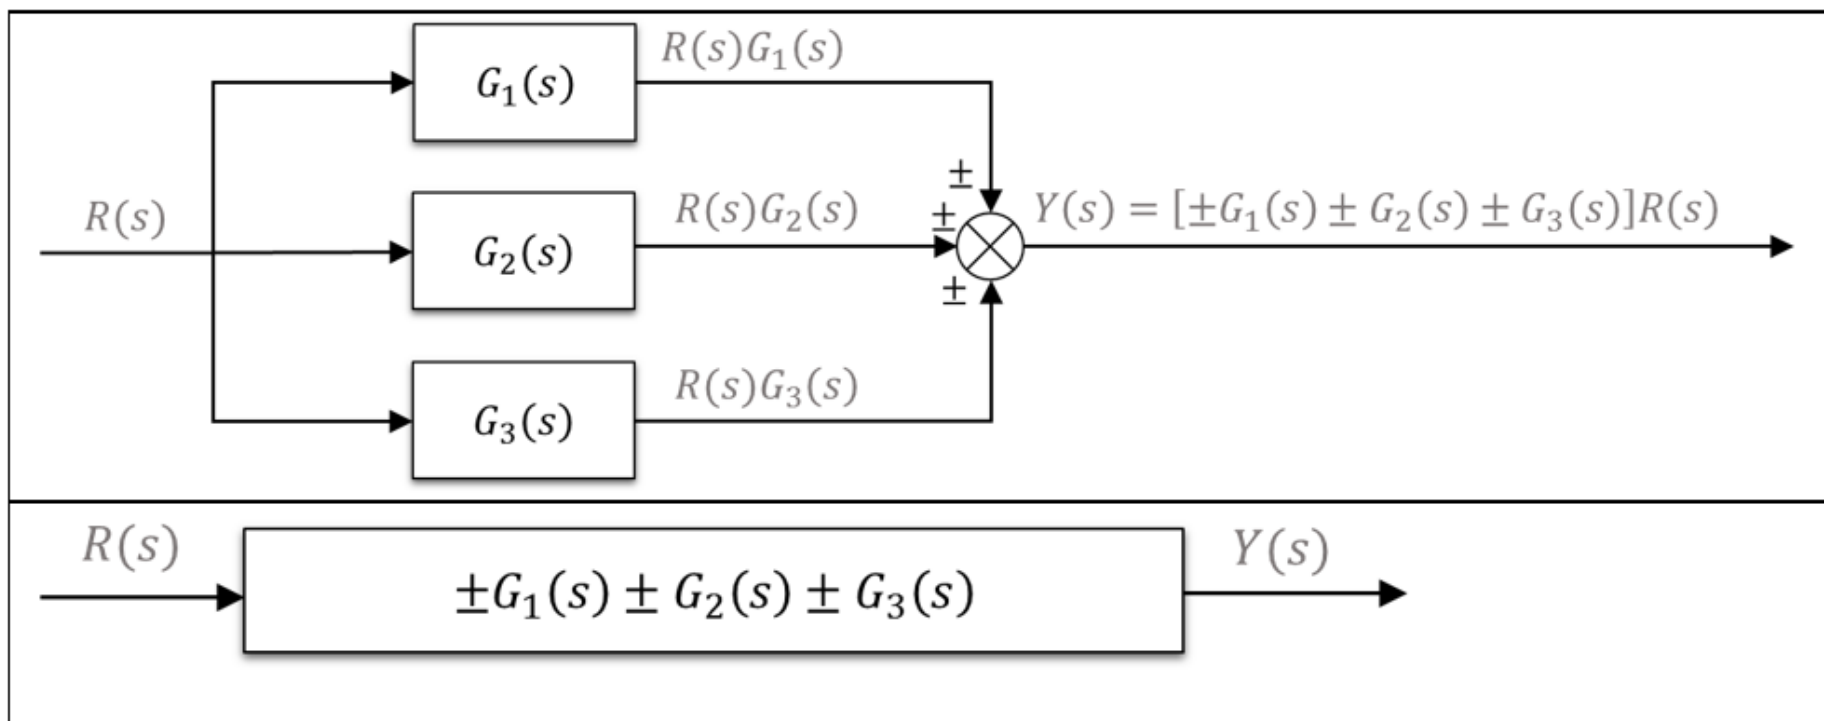 R(s)G₁(s)
G₁(s)
±
R(s)
R(s)G₂(s)
±
Y(s) = [±G₁(s) ± G₂(s) ± G₃(s)]R(s)
G₂(s)
±
R(s)G₃(s)
G₃(s)
R(s)
Y(s)
±G₁(s) ± G₂(s) ± G₃(s)